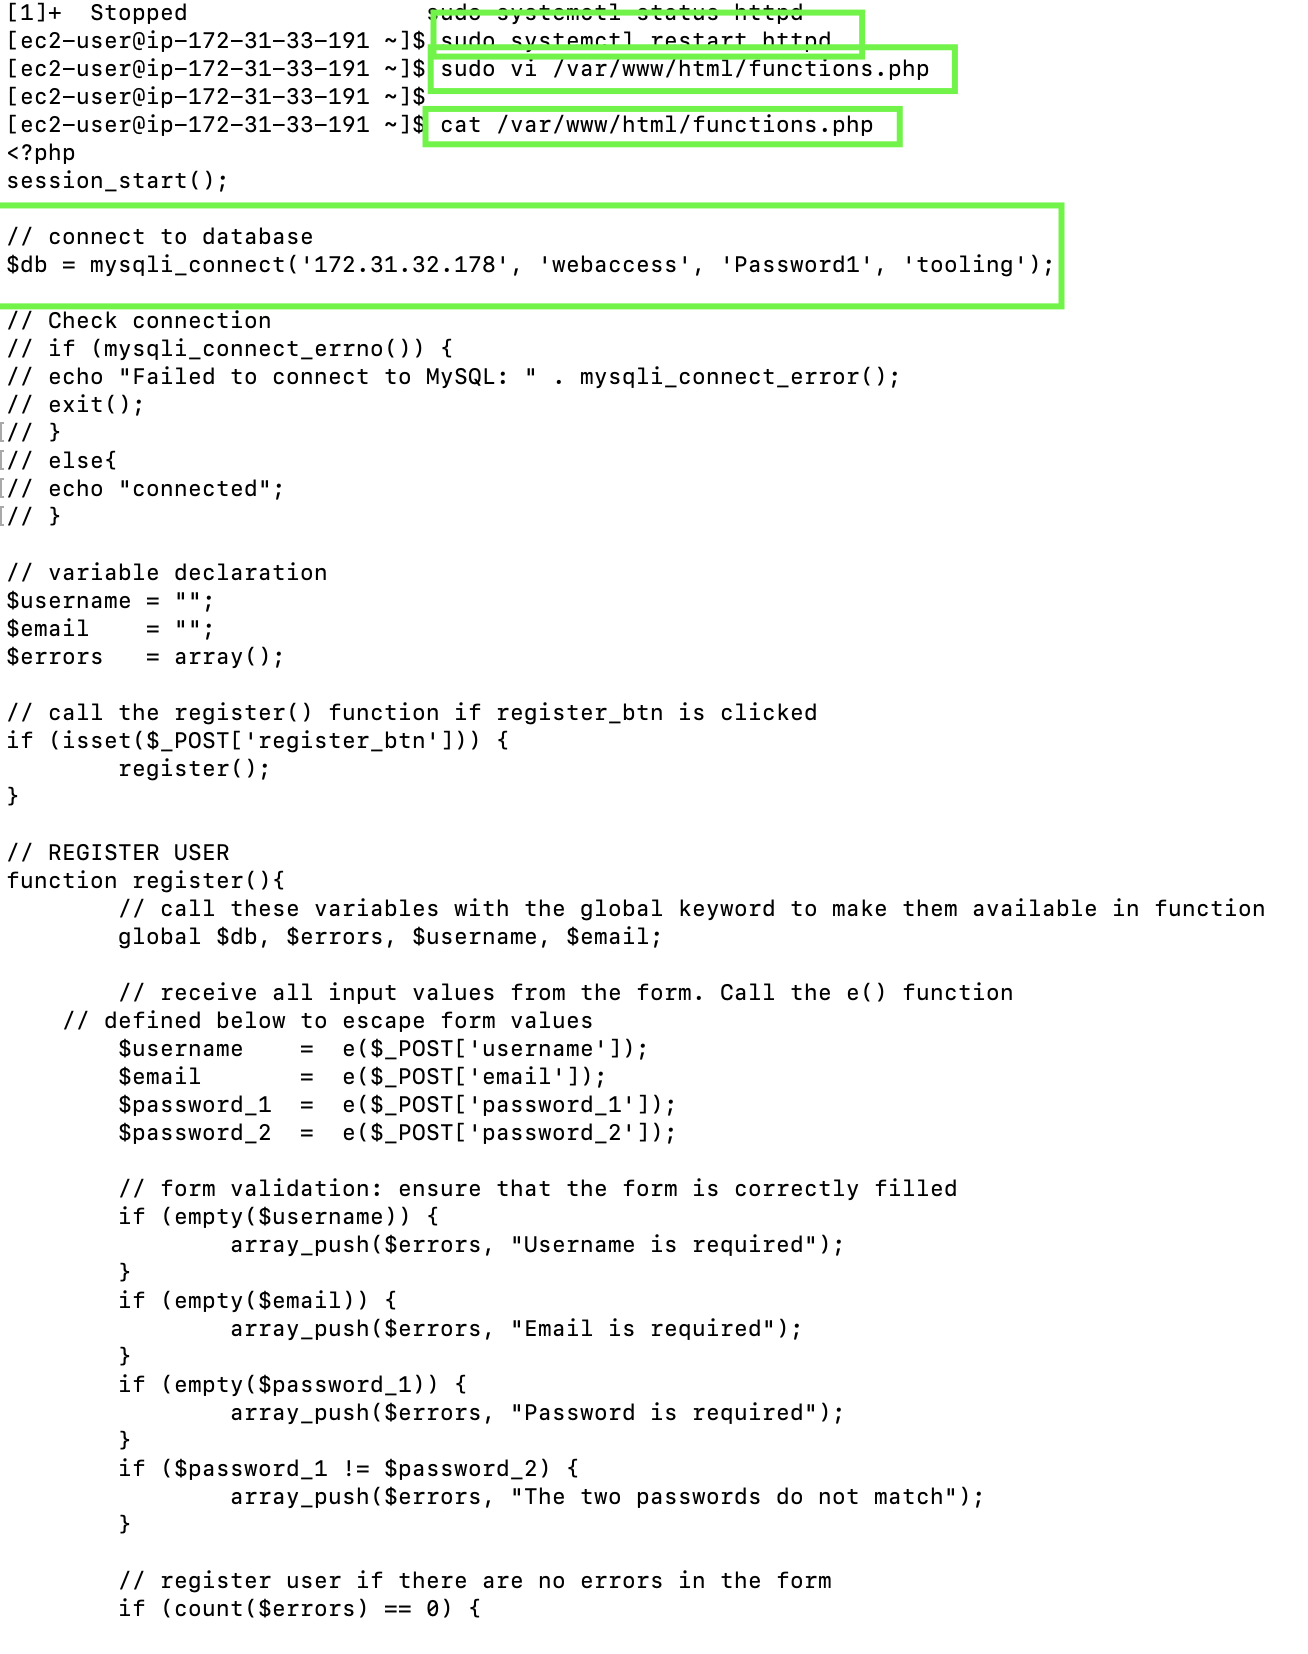 [1]+  Stopped                 sudo systemctl status httpd
[ec2-user@ip-172-31-33-191 ~]$ sudo systemctl restart httpd
[ec2-user@ip-172-31-33-191 ~]$ sudo vi /var/www/html/functions.php
[ec2-user@ip-172-31-33-191 ~]$
[ec2-user@ip-172-31-33-191 ~]$ cat /var/www/html/functions.php
<?php
session_start();

// connect to database
$db = mysqli_connect('172.31.32.178', 'webaccess', 'Password1', 'tooling');

// Check connection
// if (mysqli_connect_errno()) {
// echo "Failed to connect to MySQL: " . mysqli_connect_error();
// exit();
[// }
[// else{
[// echo "connected";
[// }

// variable declaration
$username = "";
$email    = "";
$errors   = array();

// call the register() function if register_btn is clicked
if (isset($_POST['register_btn'])) {
        register();
}

// REGISTER USER
function register(){
        // call these variables with the global keyword to make them available in function
        global $db, $errors, $username, $email;

        // receive all input values from the form. Call the e() function
    // defined below to escape form values
        $username    =  e($_POST['username']);
        $email       =  e($_POST['email']);
        $password_1  =  e($_POST['password_1']);
        $password_2  =  e($_POST['password_2']);

        // form validation: ensure that the form is correctly filled
        if (empty($username)) {
                array_push($errors, "Username is required");
        }
        if (empty($email)) {
                array_push($errors, "Email is required");
        }
        if (empty($password_1)) {
                array_push($errors, "Password is required");
        }
        if ($password_1 != $password_2) {
                array_push($errors, "The two passwords do not match");
        }

        // register user if there are no errors in the form
        if (count($errors) == 0) {